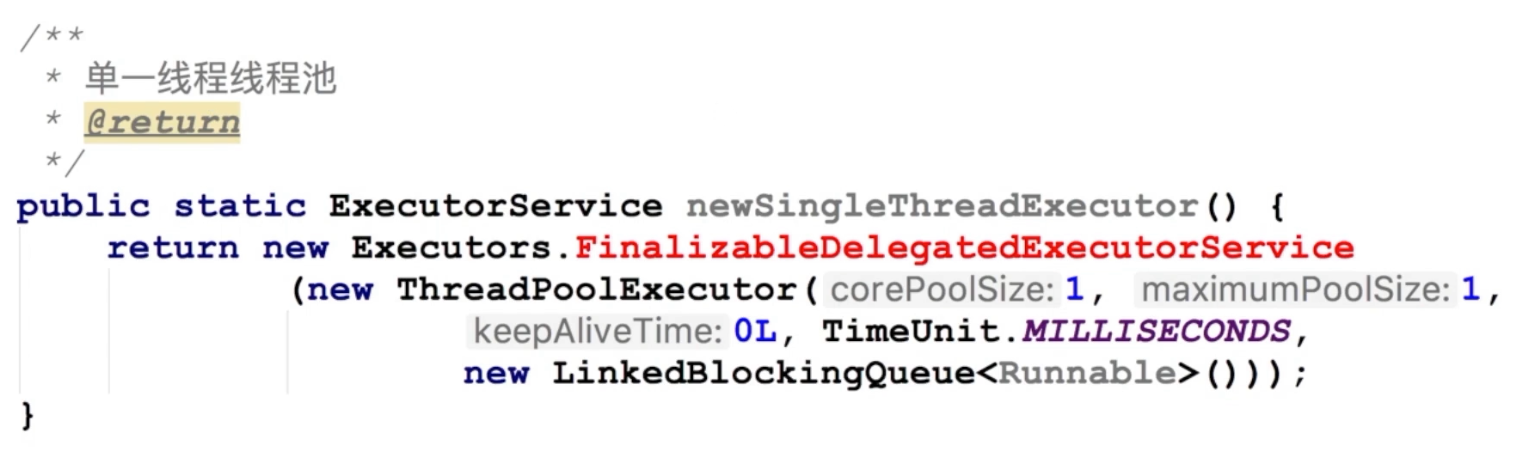 /**
* 单一线程线程池
* @return
*/
public static ExecutorService newSingleThreadExecutor() {
return new Executors.FinalizableDelegatedExecutorService
(new ThreadPoolExecutor( corePoolSize: 1, maximumPoolSize: 1,
keepAliveTime: 0L, TimeUnit.MILLISECONDS,
new LinkedBlockingQueue<Runnable>()));
}